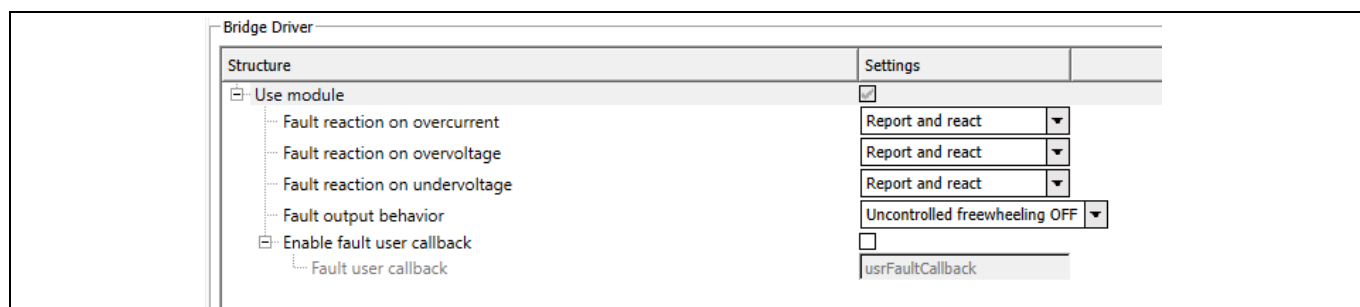 Bridge Driver
Structure Settings
Use module
Fault reaction on overcurrent Report and react
Fault reaction on overvoltage Report and react
Fault reaction on undervoltage Report and react
Fault output behavior Uncontrolled freewheeling OFF
Enable fault user callback
Fault user callback usrFaultCallback